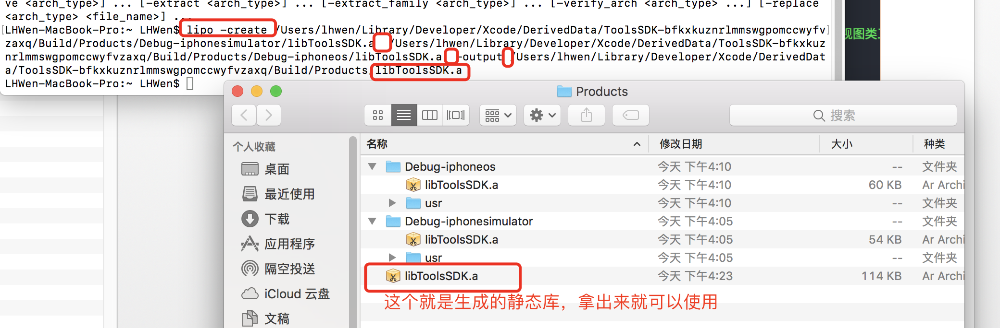 ve <arch_type>] ... [-extract <arch_type>] ... [-extract_family <arch_type>] ... [-verify_arch <arch_type> ...] [-replace
<arch_type> <file_name>] ...
[LHWen-MacBook-Pro:~ LHWen$ lipo -create /Users/lhwen/Library/Developer/Xcode/DerivedData/ToolsSDK-bfkxkuznrlmmswgpomccwyfv]
zaxq/Build/Products/Debug-iphonesimulator/libToolsSDK.a /Users/lhwen/Library/Developer/Xcode/DerivedData/ToolsSDK-bfkxkuz
nrlmmswgpomccwyfvzaxq/Build/Products/Debug-iphoneos/libToolsSDK.a -output /Users/lhwen/Library/Developer/Xcode/DerivedDat
a/ToolsSDK-bfkxkuznrlmmswgpomccwyfvzaxq/Build/Products/libToolsSDK.a
LHWen-MacBook-Pro:~ LHWen$
视图类
Products
搜索
个人收藏
桌面
最近使用
下载
应用程序
隔空投送
iCloud 云盘
文稿
名称 修改日期 大小 种类
Debug-iphoneos 今天 下午4:10 -- 文件夹
libToolsSDK.a 今天 下午4:10 60 KB Ar Archi
usr 今天 下午4:10 -- 文件夹
Debug-iphonesimulator 今天 下午4:05 -- 文件夹
libToolsSDK.a 今天 下午4:05 54 KB Ar Archi
usr 今天 下午4:05 -- 文件夹
libToolsSDK.a 今天 下午4:23 114 KB Ar Archi
这个就是生成的静态库，拿出来就可以使用